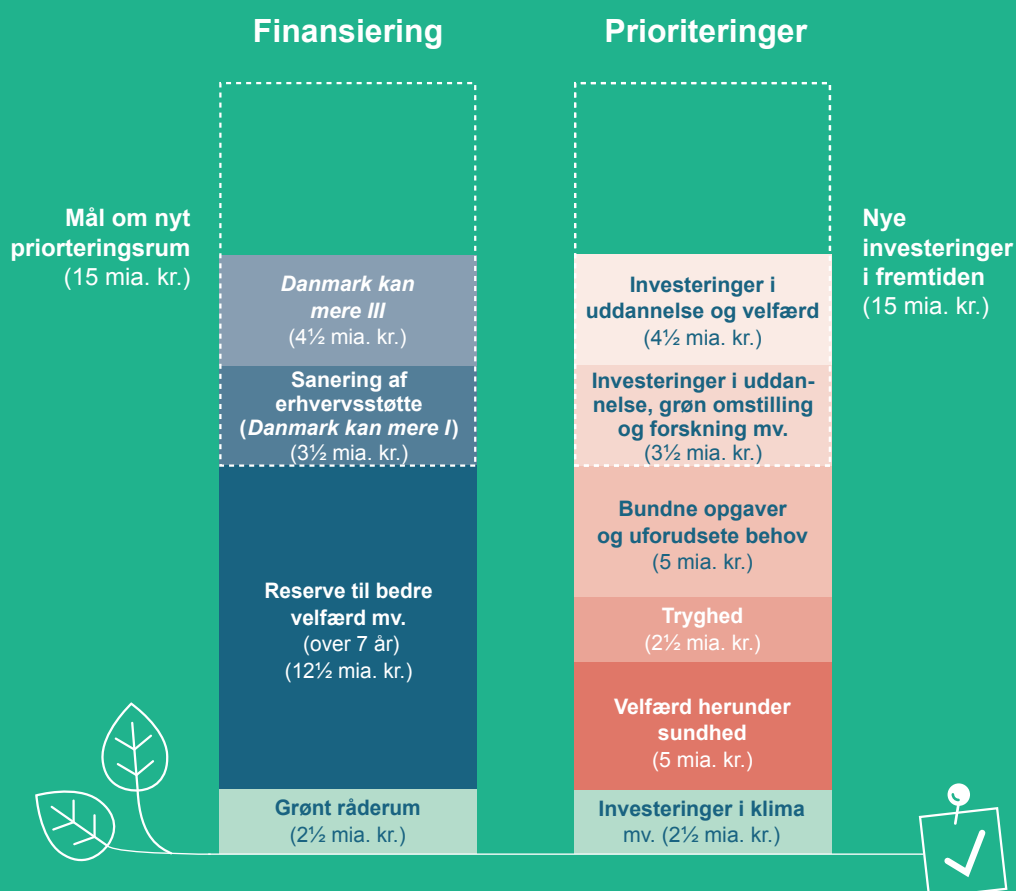 Finansiering
Prioriteringer
Mål om nyt
priorteringsrum
(15 mia. kr.)
Danmark kan
mere III
(4½ mia. kr.)
Sanering af
erhvervsstøtte
(Danmark kan mere I)
(3½ mia. kr.)
Reserve til bedre
velfærd mv.
(over 7 år)
(12½ mia. kr.)
Grønt råderum
(2½ mia. kr.)
Investeringer i
uddannelse og velfærd
(4½ mia. kr.)
Investeringer i uddan-
nelse, grøn omstilling
og forskning mv.
(3½ mia. kr.)
Bundne opgaver
og uforudsete behov
(5 mia. kr.)
Tryghed
(2½ mia. kr.)
Velfærd herunder
sundhed
(5 mia. kr.)
Investeringer i klima
mv. (2½ mia. kr.)
Nye
investeringer
i fremtiden
(15 mia. kr.)